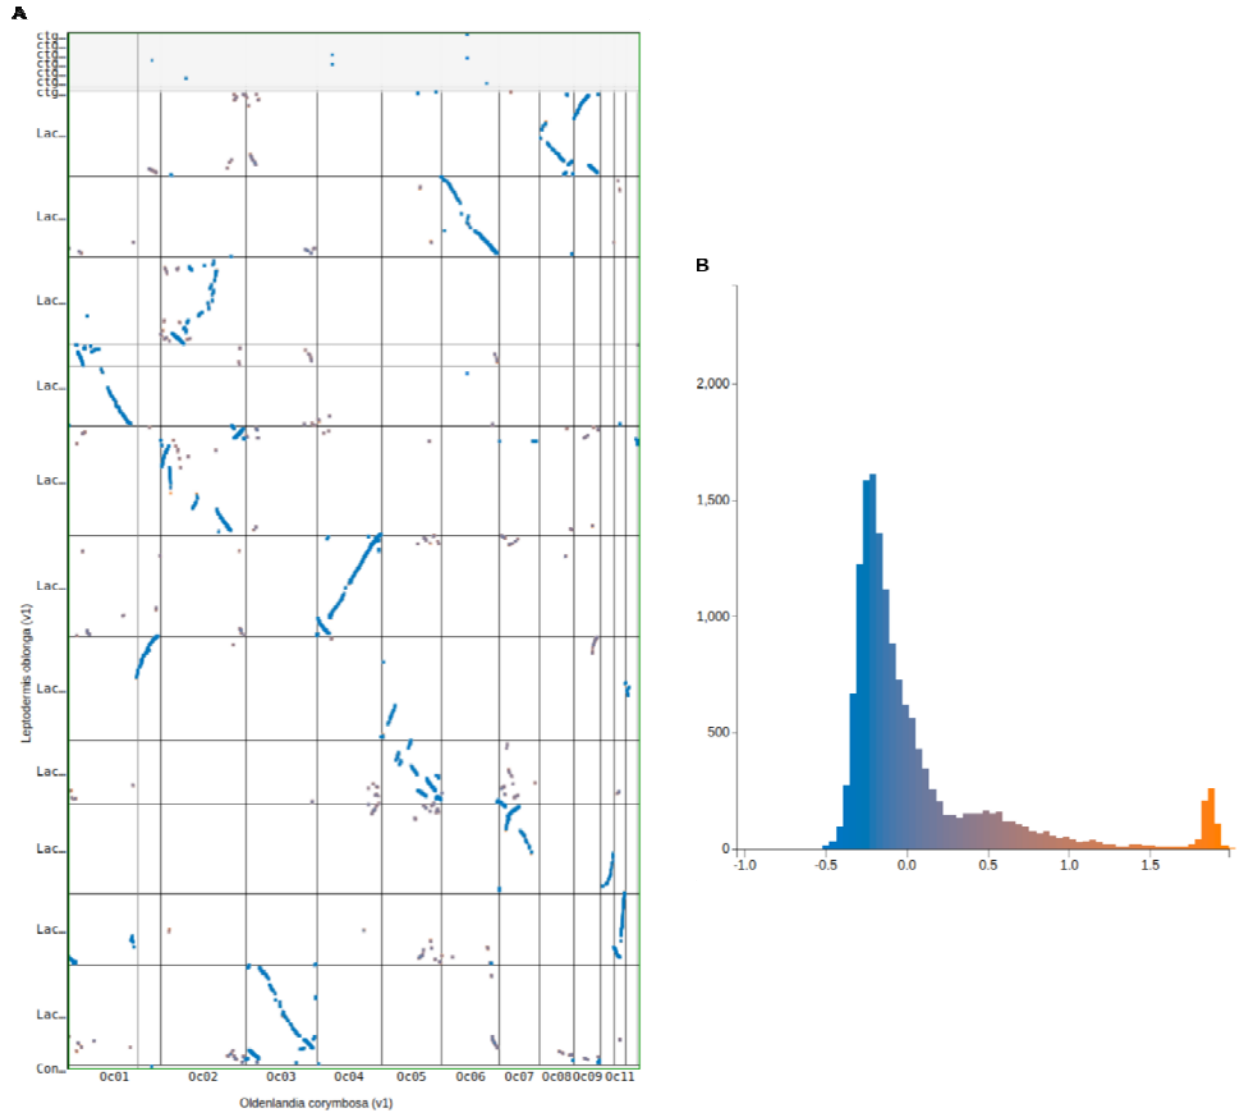 A
ctg…
ctg…
ctg…
ctg…
ctg…
ctg…
ctg…
Lac…
Lac…
Lac…
Lac…
Lac…
Lac…
Lac…
Lac…
Lac…
Lac…
Lac…
Con…
Leptodermis oblonga (v1)
Oc01 Oc02 Oc03 Oc04 Oc05 Oc06 Oc07 Oc08 Oc09 Oc11
Oldenlandia corymbosa (v1)
B
2,000
1,500
1,000
500
0
-1.0 -0.5 0.0 0.5 1.0 1.5